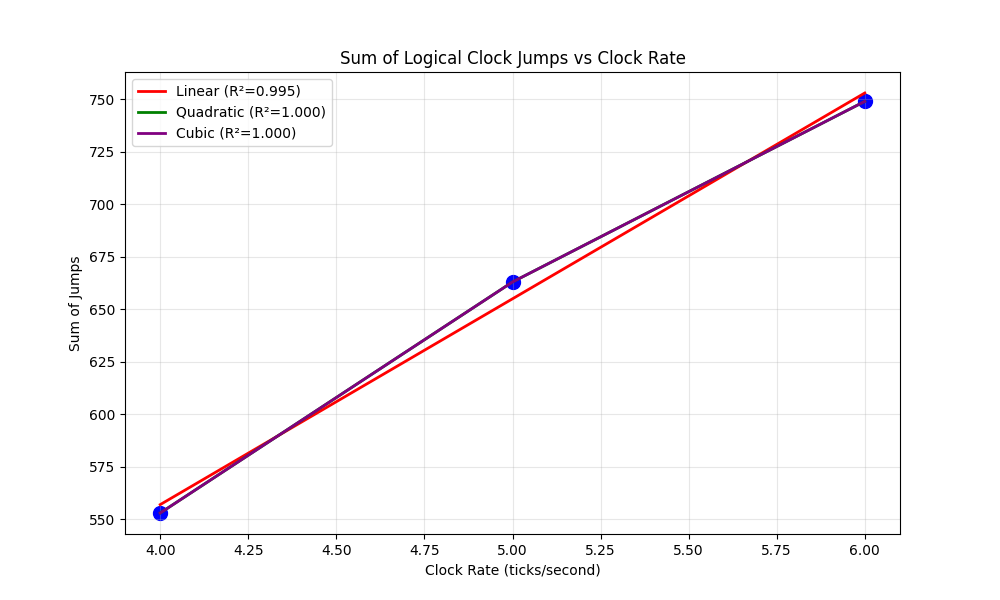 Sum of Logical Clock Jumps vs Clock Rate
Linear (R²=0.995)
Quadratic (R²=1.000)
Cubic (R²=1.000)
Sum of Jumps
750
725
700
675
650
625
600
575
550
4.00 4.25 4.50 4.75 5.00 5.25 5.50 5.75 6.00
Clock Rate (ticks/second)